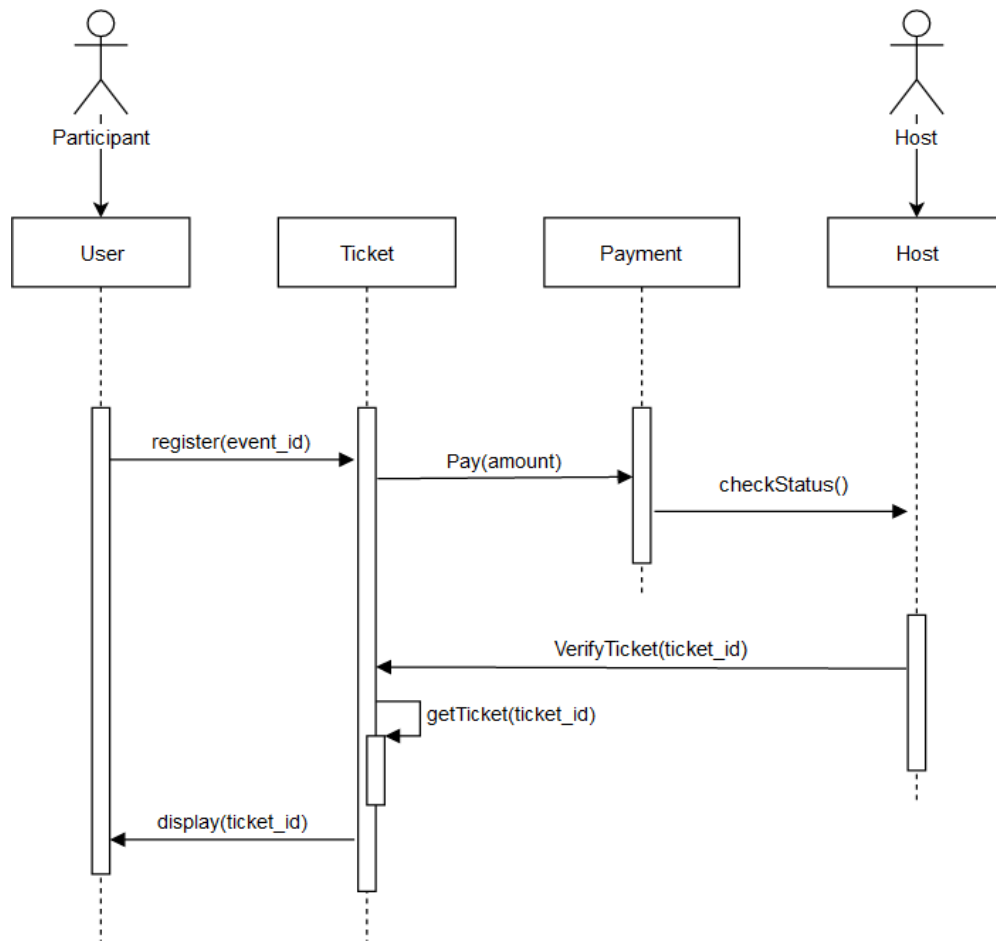 Participant
Host
User
Ticket
Payment
Host
register(event_id)
Pay(amount)
checkStatus()
VerifyTicket(ticket_id)
getTicket(ticket_id)
display(ticket_id)